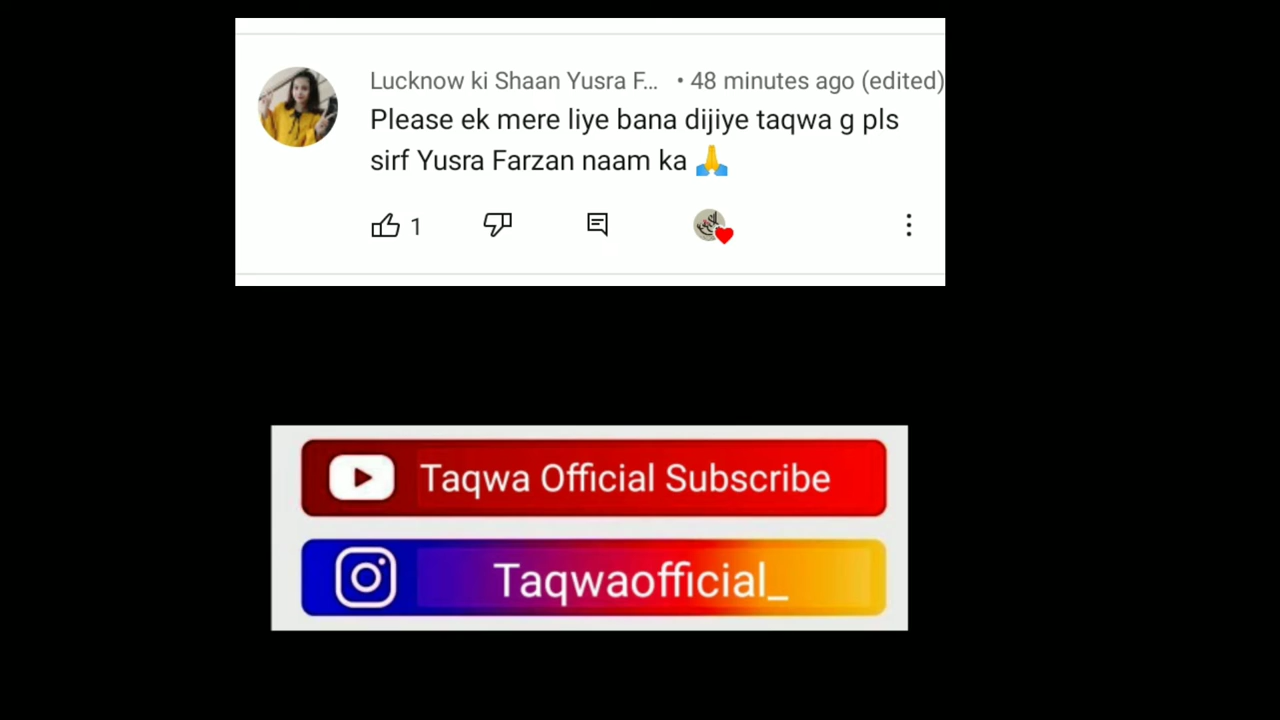 Lucknow ki Shaan Yusra F... • 48 minutes ago (edited)
Please ek mere liye bana dijiye taqwa g pls
sirf Yusra Farzan naam ka 🙏
1
Taqwa Official Subscribe
Taqwaofficial_